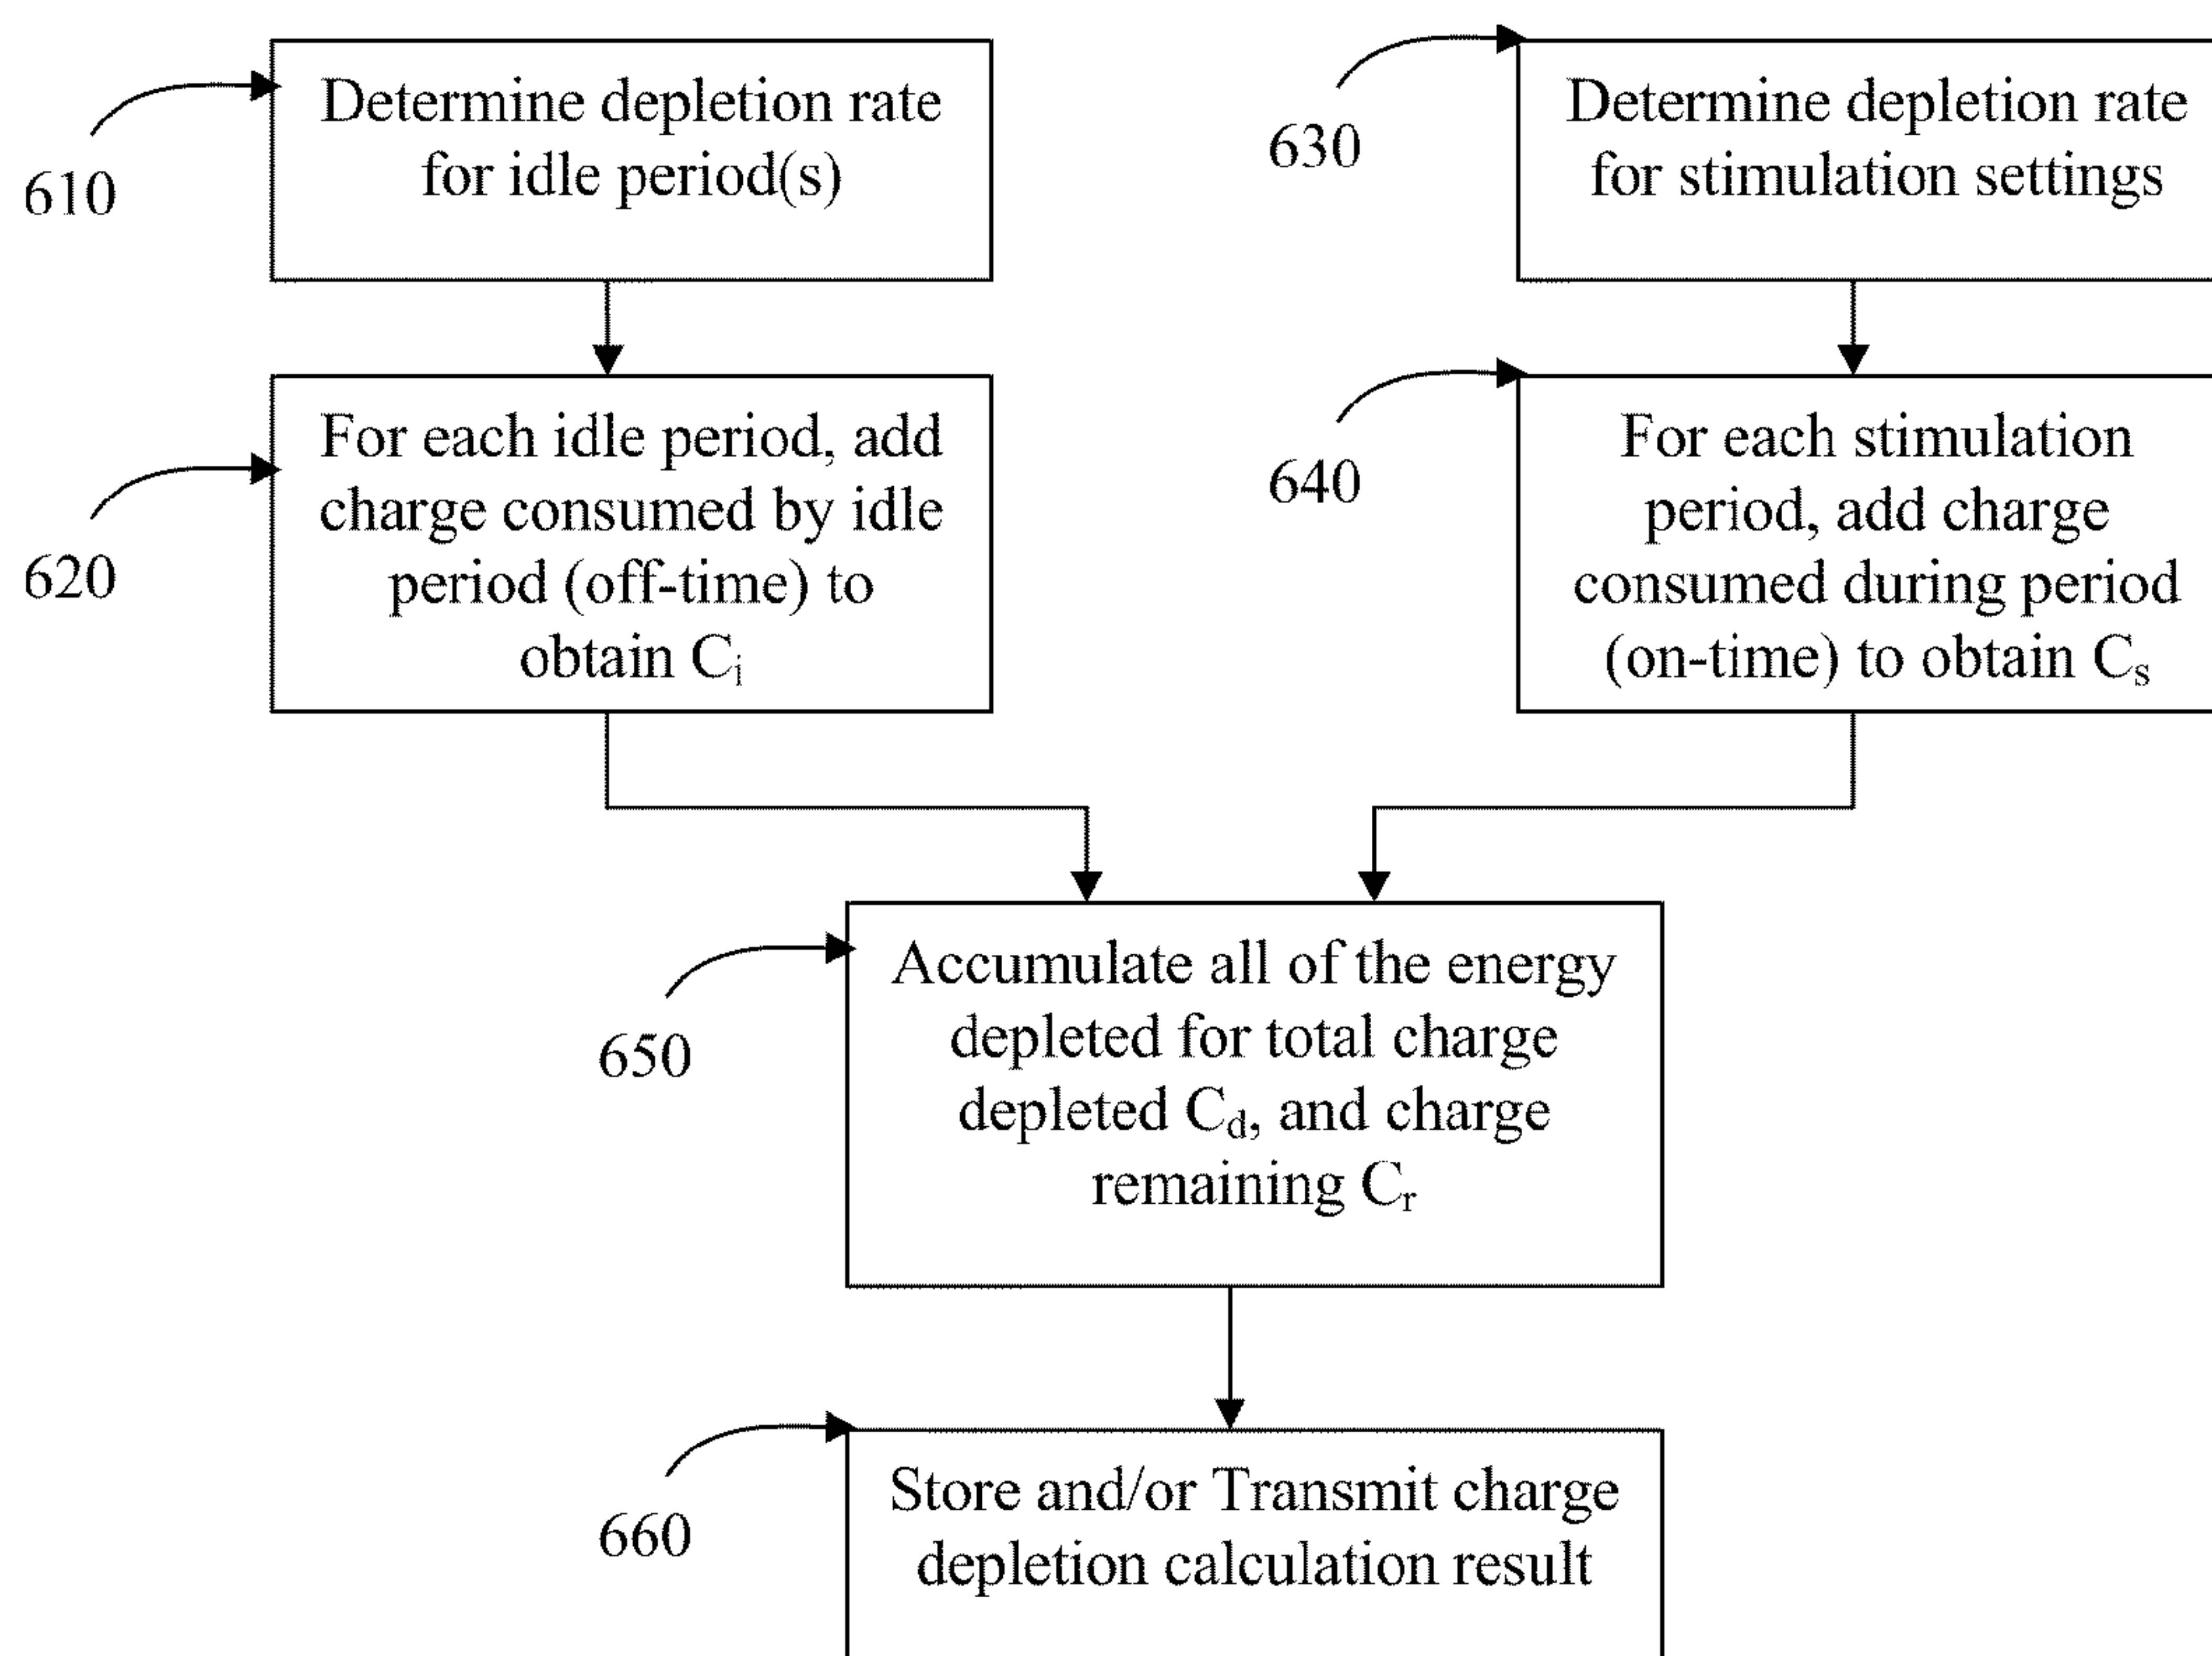 610
Determine depletion rate
for idle period(s)
630
Determine depletion rate
for stimulation settings
620
For each idle period, add
charge consumed by idle
period (off-time) to
obtain Cᵢ
640
For each stimulation
period, add charge
consumed during period
(on-time) to obtain Cₛ
650
Accumulate all of the energy
depleted for total charge
depleted C_d, and charge
remaining Cᵣ
660
Store and/or Transmit charge
depletion calculation result